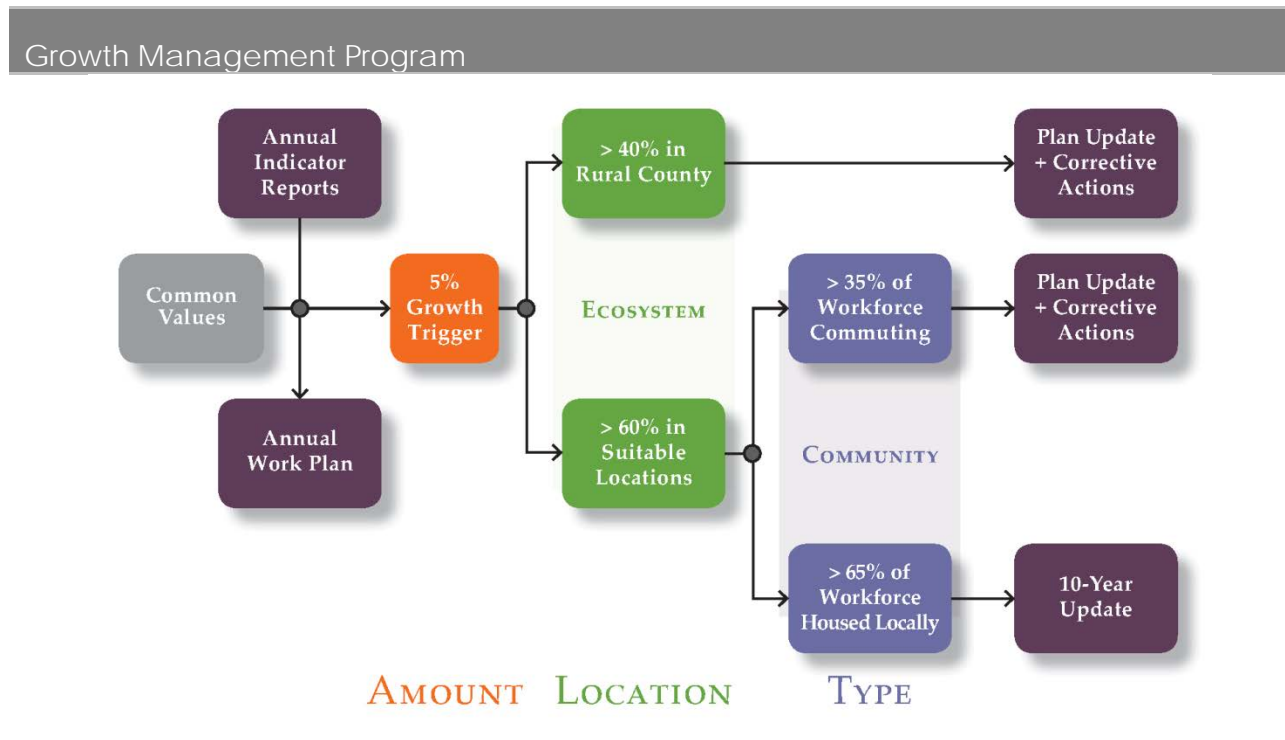 Growth Management Program
Annual
Indicator
Reports
> 40% in
Rural County
Plan Update
+ Corrective
Actions
Common
Values
5%
Growth
Trigger
ECOSYSTEM
> 35% of
Workforce
Commuting
Plan Update
+ Corrective
Actions
Annual
Work Plan
> 60% in
Suitable
Locations
COMMUNITY
> 65% of
Workforce
Housed Locally
10-Year
Update
AMOUNT
LOCATION
TYPE